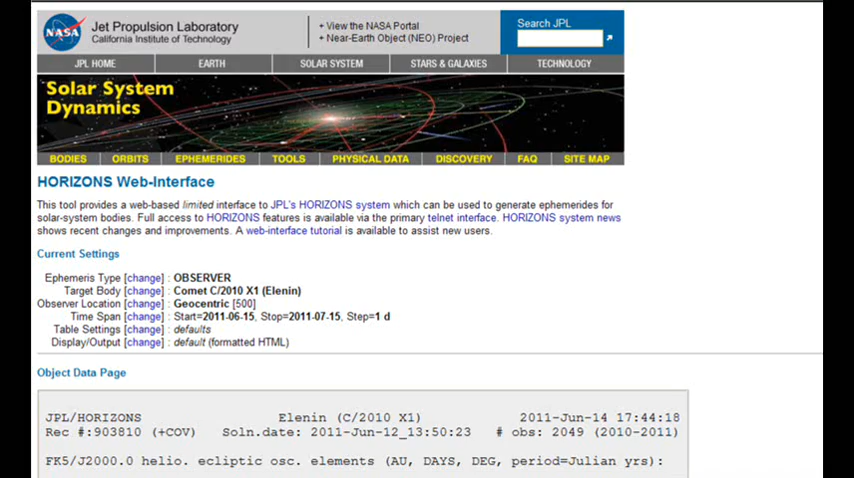 NASA
Jet Propulsion Laboratory
California Institute of Technology
+ View the NASA Portal
+ Near-Earth Object (NEO) Project
Search JPL
JPL HOME EARTH SOLAR SYSTEM STARS & GALAXIES TECHNOLOGY
Solar System
Dynamics
BODIES ORBITS EPHEMERIDES TOOLS PHYSICAL DATA DISCOVERY FAQ SITE MAP
HORIZONS Web-Interface
This tool provides a web-based limited interface to JPL's HORIZONS system which can be used to generate ephemerides for
solar-system bodies. Full access to HORIZONS features is available via the primary telnet interface. HORIZONS system news
shows recent changes and improvements. A web-interface tutorial is available to assist new users.
Current Settings
Ephemeris Type [change] : OBSERVER
Target Body [change] : Comet C/2010 X1 (Elenin)
Observer Location [change] : Geocentric [500]
Time Span [change] : Start=2011-06-15, Stop=2011-07-15, Step=1 d
Table Settings [change] : defaults
Display/Output [change] : default (formatted HTML)
Object Data Page
JPL/HORIZONS Elenin (C/2010 X1) 2011-Jun-14 17:44:18
Rec #:903810 (+COV) Soln.date: 2011-Jun-12_13:50:23 # obs: 2049 (2010-2011)
FK5/J2000.0 helio. ecliptic osc. elements (AU, DAYS, DEG, period=Julian yrs):